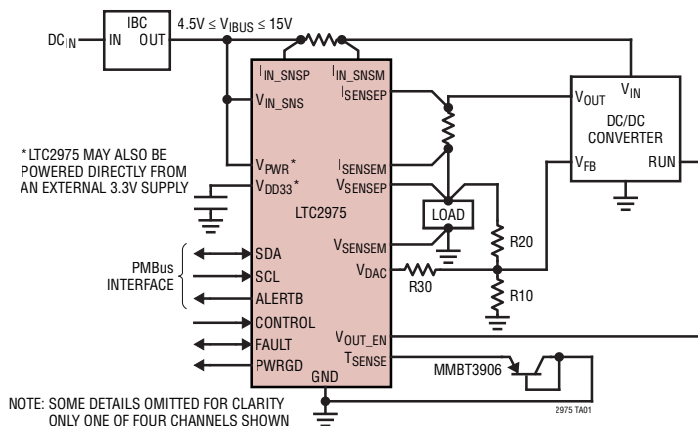 IBC
4.5V ≤ VIBUS ≤ 15V
DCIN
IN OUT
IIN_SNSP
IIN_SNSM
VIN_SNS
ISENSEP
VOUT
VIN
DC/DC
CONVERTER
VFB
RUN
*LTC2975 MAY ALSO BE
POWERED DIRECTLY FROM
AN EXTERNAL 3.3V SUPPLY
VPWR*
VDD33*
LTC2975
ISENSEM
VSENSEP
LOAD
VSENSEM
VDAC
R20
R30
R10
PMBus
INTERFACE
SDA
SCL
ALERTB
CONTROL
FAULT
PWRGD
VOUT_EN
TSENSE
GND
MMBT3906
NOTE: SOME DETAILS OMITTED FOR CLARITY
ONLY ONE OF FOUR CHANNELS SHOWN
2975 TA01